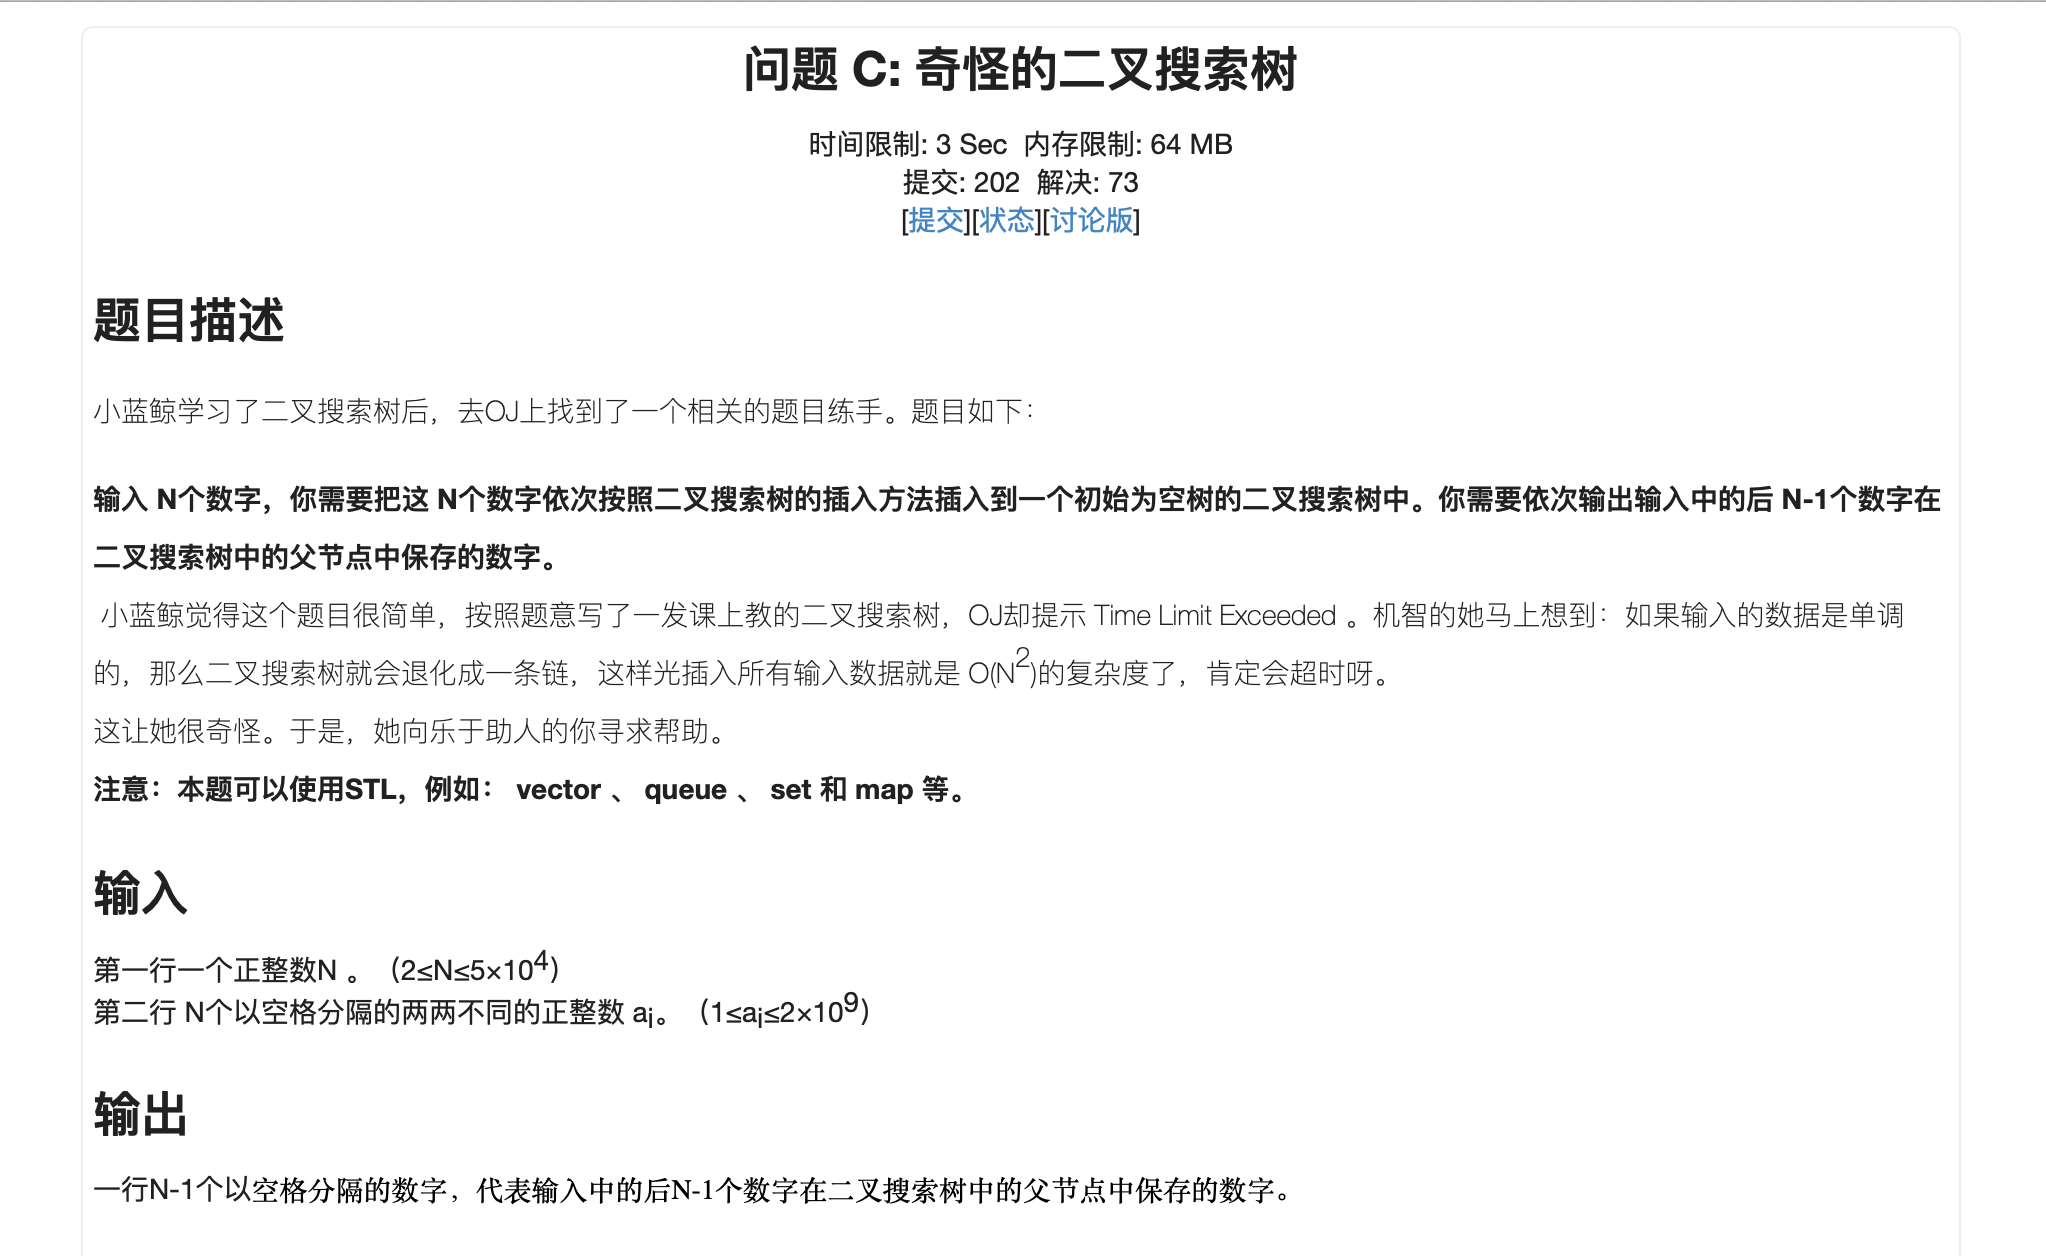 问题 C: 奇怪的二叉搜索树
时间限制: 3 Sec 内存限制: 64 MB
提交: 202 解决: 73
[提交][状态][讨论版]
题目描述
小蓝鲸学习了二叉搜索树后，去OJ上找到了一个相关的题目练手。题目如下：
输入 N个数字，你需要把这 N个数字依次按照二叉搜索树的插入方法插入到一个初始为空树的二叉搜索树中。你需要依次输出输入中的后 N-1个数字在
二叉搜索树中的父节点中保存的数字。
小蓝鲸觉得这个题目很简单，按照题意写了一发课上教的二叉搜索树，OJ却提示 Time Limit Exceeded 。机智的她马上想到：如果输入的数据是单调
的，那么二叉搜索树就会退化成一条链，这样光插入所有输入数据就是 O(N²)的复杂度了，肯定会超时呀。
这让她很奇怪。于是，她向乐于助人的你寻求帮助。
注意：本题可以使用STL，例如： vector 、 queue 、 set 和 map 等。
输入
第一行一个正整数N 。（2≤N≤5×10⁴）
第二行 N个以空格分隔的两两不同的正整数 aᵢ。（1≤aᵢ≤2×10⁹）
输出
一行N-1个以空格分隔的数字，代表输入中的后N-1个数字在二叉搜索树中的父节点中保存的数字。